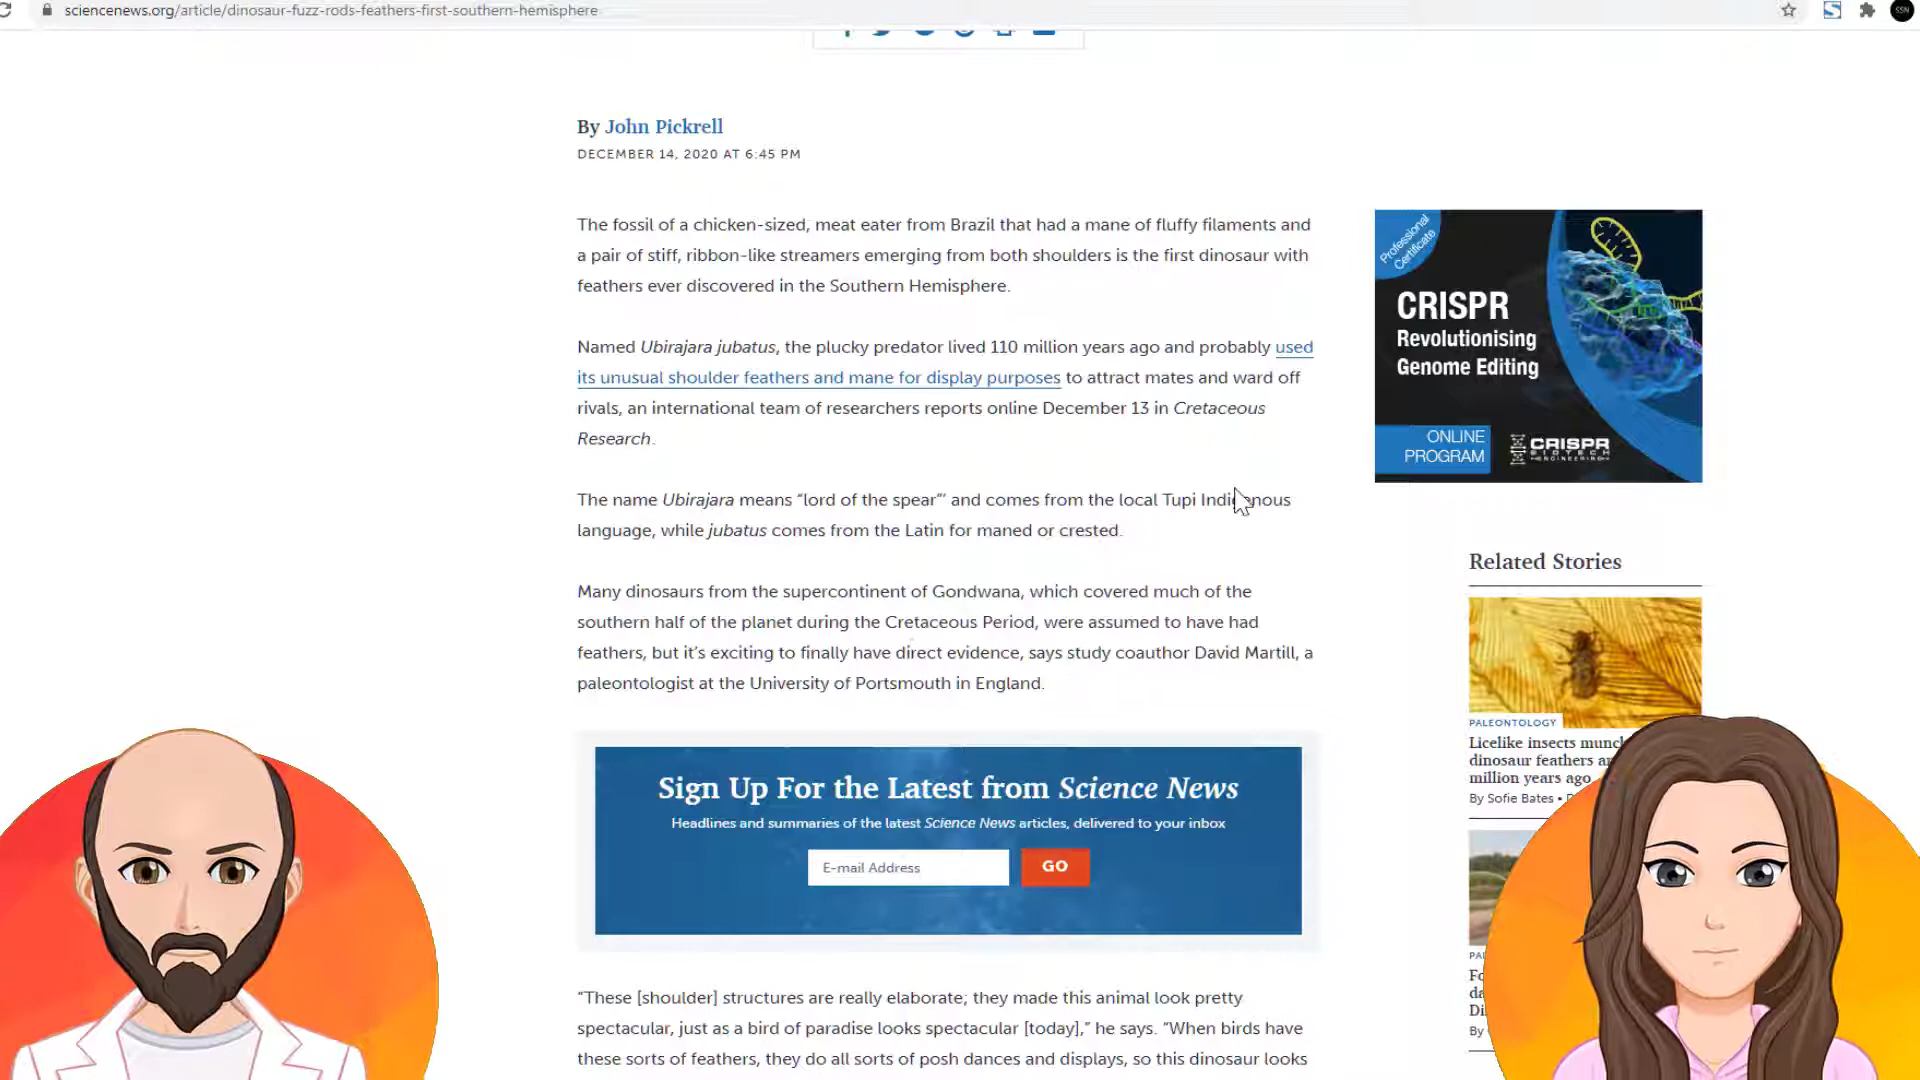 sciencenews.org/article/dinosaur-fuzz-rods-feathers-first-southern-hemisphere
SSN
By John Pickrell
DECEMBER 14, 2020 AT 6:45 PM
The fossil of a chicken-sized, meat eater from Brazil that had a mane of fluffy filaments and
a pair of stiff, ribbon-like streamers emerging from both shoulders is the first dinosaur with
feathers ever discovered in the Southern Hemisphere.
Named Ubirajara jubatus, the plucky predator lived 110 million years ago and probably used
its unusual shoulder feathers and mane for display purposes to attract mates and ward off
rivals, an international team of researchers reports online December 13 in Cretaceous
Research.
The name Ubirajara means “lord of the spear”’ and comes from the local Tupi Indigenous
language, while jubatus comes from the Latin for maned or crested.
Many dinosaurs from the supercontinent of Gondwana, which covered much of the
southern half of the planet during the Cretaceous Period, were assumed to have had
feathers, but it’s exciting to finally have direct evidence, says study coauthor David Martill, a
paleontologist at the University of Portsmouth in England.
Sign Up For the Latest from Science News
Headlines and summaries of the latest Science News articles, delivered to your inbox
E-mail Address
GO
“These [shoulder] structures are really elaborate; they made this animal look pretty
spectacular, just as a bird of paradise looks spectacular [today],” he says. “When birds have
these sorts of feathers, they do all sorts of posh dances and displays, so this dinosaur looks
Professional
Certificate
CRISPR
Revolutionising
Genome Editing
ONLINE
PROGRAM
CRISPR
BIOTECH
ENGINEERING
Related Stories
PALEONTOLOGY
Licelike insects munch
dinosaur feathers
million years ago
By Sofie Bates •
By